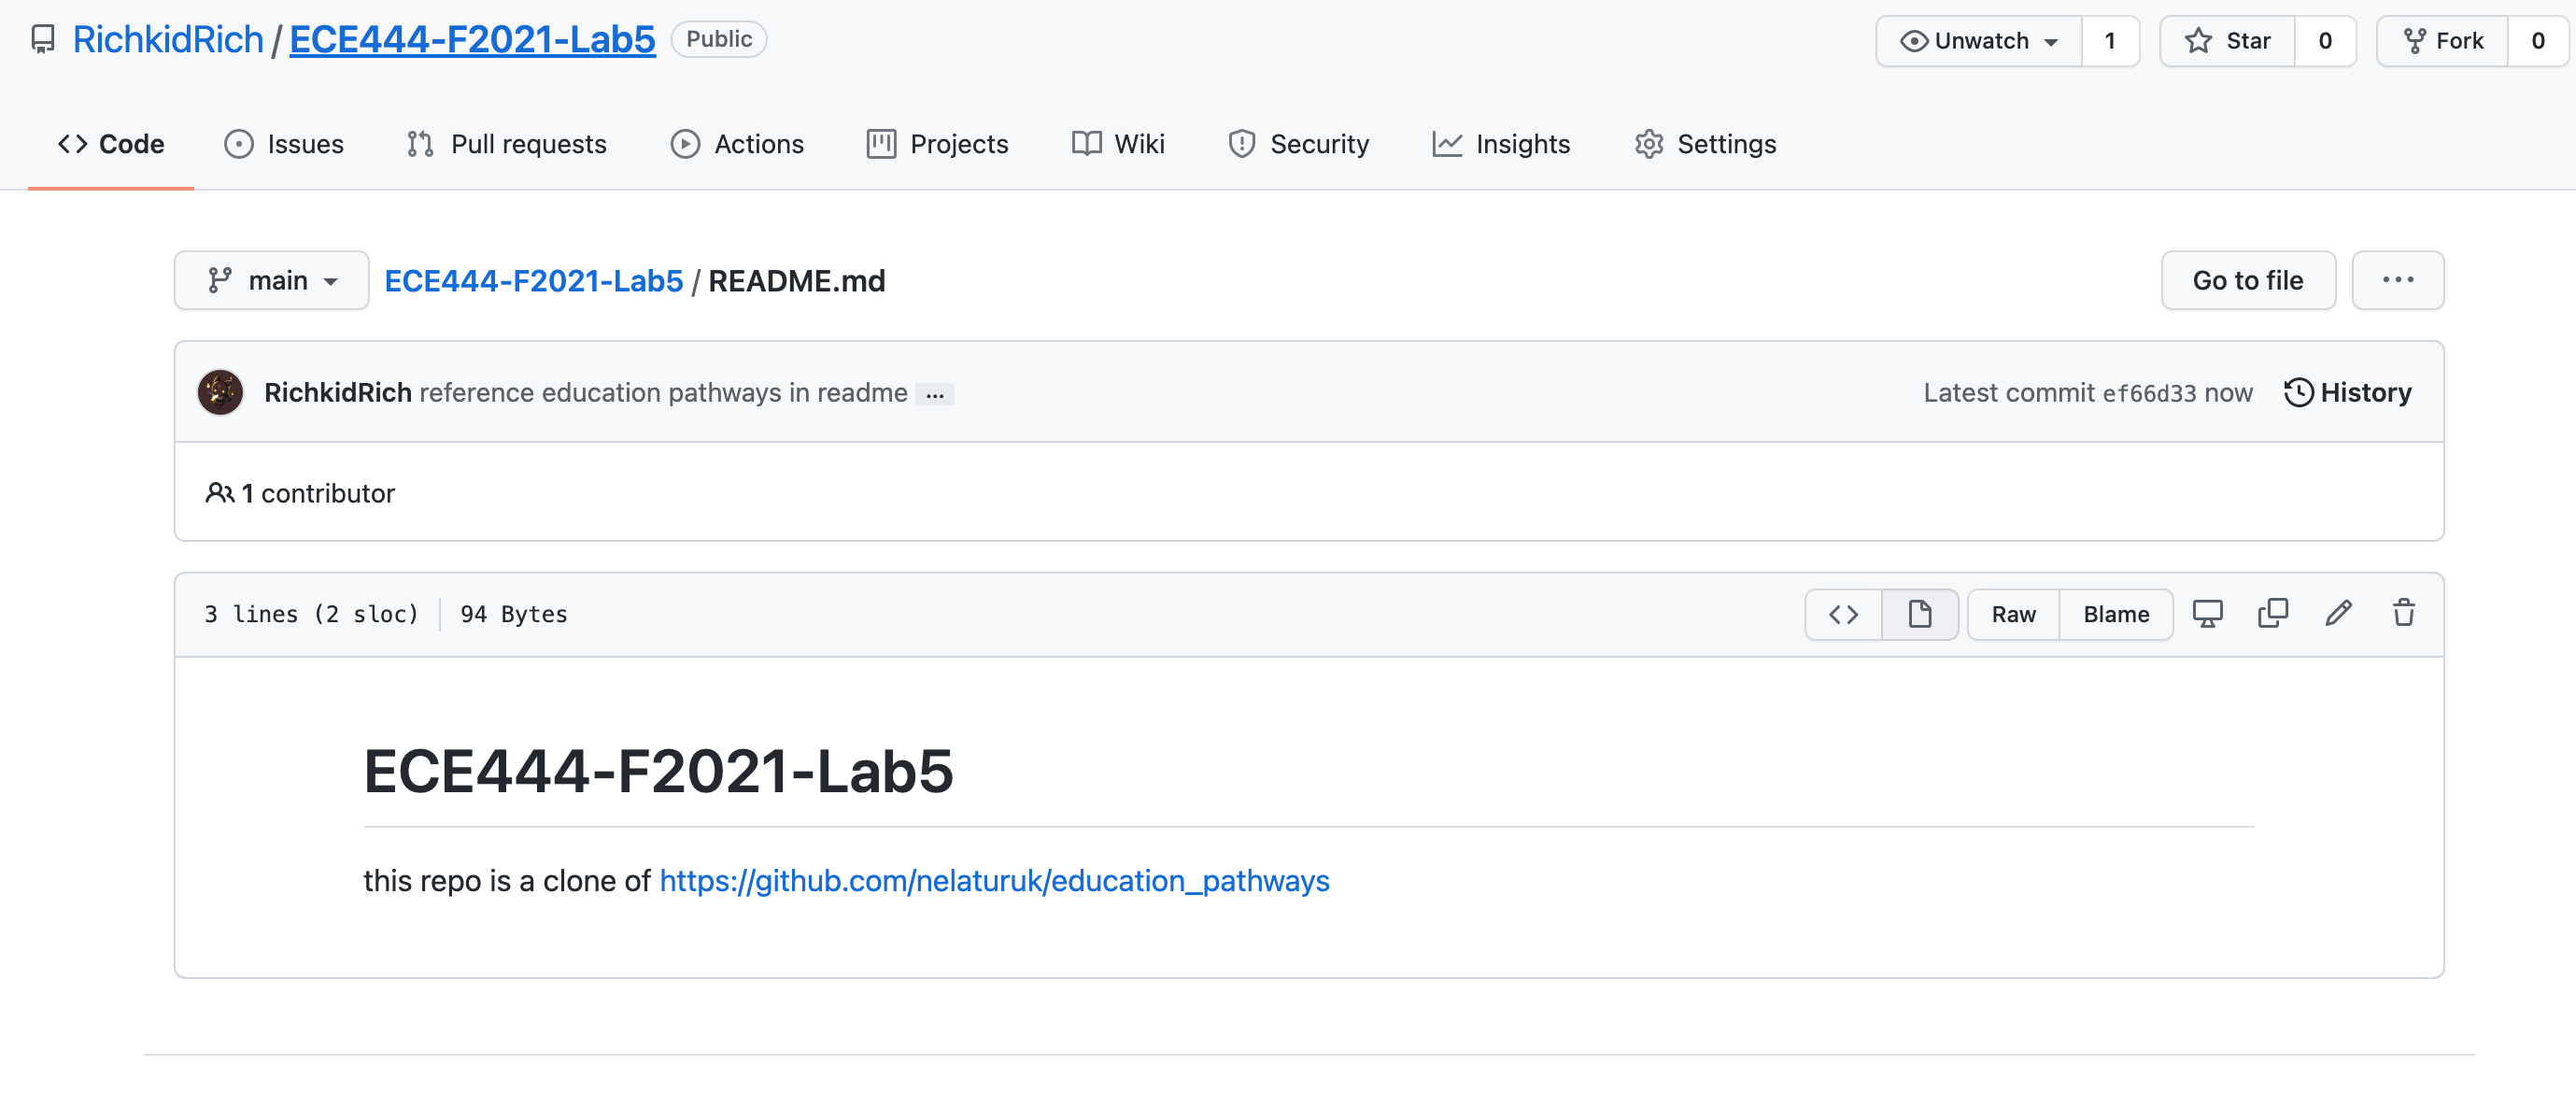 RichkidRich / ECE444-F2021-Lab5 Public Unwatch 1 Star 0 Fork 0
Code Issues Pull requests Actions Projects Wiki Security Insights Settings
main ECE444-F2021-Lab5 / README.md Go to file ...
RichkidRich reference education pathways in readme ... Latest commit ef66d33 now History
1 contributor
3 lines (2 sloc) 94 Bytes Raw Blame
ECE444-F2021-Lab5
this repo is a clone of https://github.com/nelaturuk/education_pathways